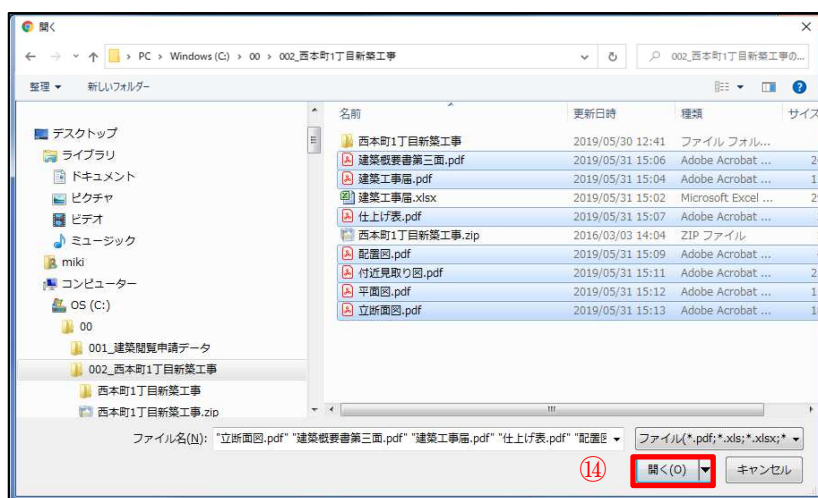 開く
PC > Windows (C:) > 00 > 002_西本町1丁目新築工事
002_西本町1丁目新築工事の...
整理 新しいフォルダー
名前 更新日時 種類 サイズ
デスクトップ
ライブラリ
ドキュメント
ピクチャ
ビデオ
ミュージック
miki
コンピューター
OS (C:)
00
001_建築閲覧申請データ
002_西本町1丁目新築工事
西本町1丁目新築工事
西本町1丁目新築工事.zip
西本町1丁目新築工事 2019/05/30 12:41 ファイル フォル...
建築概要書第三面.pdf 2019/05/31 15:06 Adobe Acrobat ...
建築工事届.pdf 2019/05/31 15:04 Adobe Acrobat ...
建築工事届.xlsx 2019/05/31 15:02 Microsoft Excel ...
仕上げ表.pdf 2019/05/31 15:07 Adobe Acrobat ...
西本町1丁目新築工事.zip 2016/03/03 14:04 ZIP ファイル
配置図.pdf 2019/05/31 15:09 Adobe Acrobat ...
付近見取り図.pdf 2019/05/31 15:11 Adobe Acrobat ...
平面図.pdf 2019/05/31 15:12 Adobe Acrobat ...
立断面図.pdf 2019/05/31 15:13 Adobe Acrobat ...
ファイル名(N): "立断面図.pdf" "建築概要書第三面.pdf" "建築工事届.pdf" "仕上げ表.pdf" "配置図 ファイル(*.pdf;*.xls;*.xlsx;*
⑭ 開く(O) キャンセル